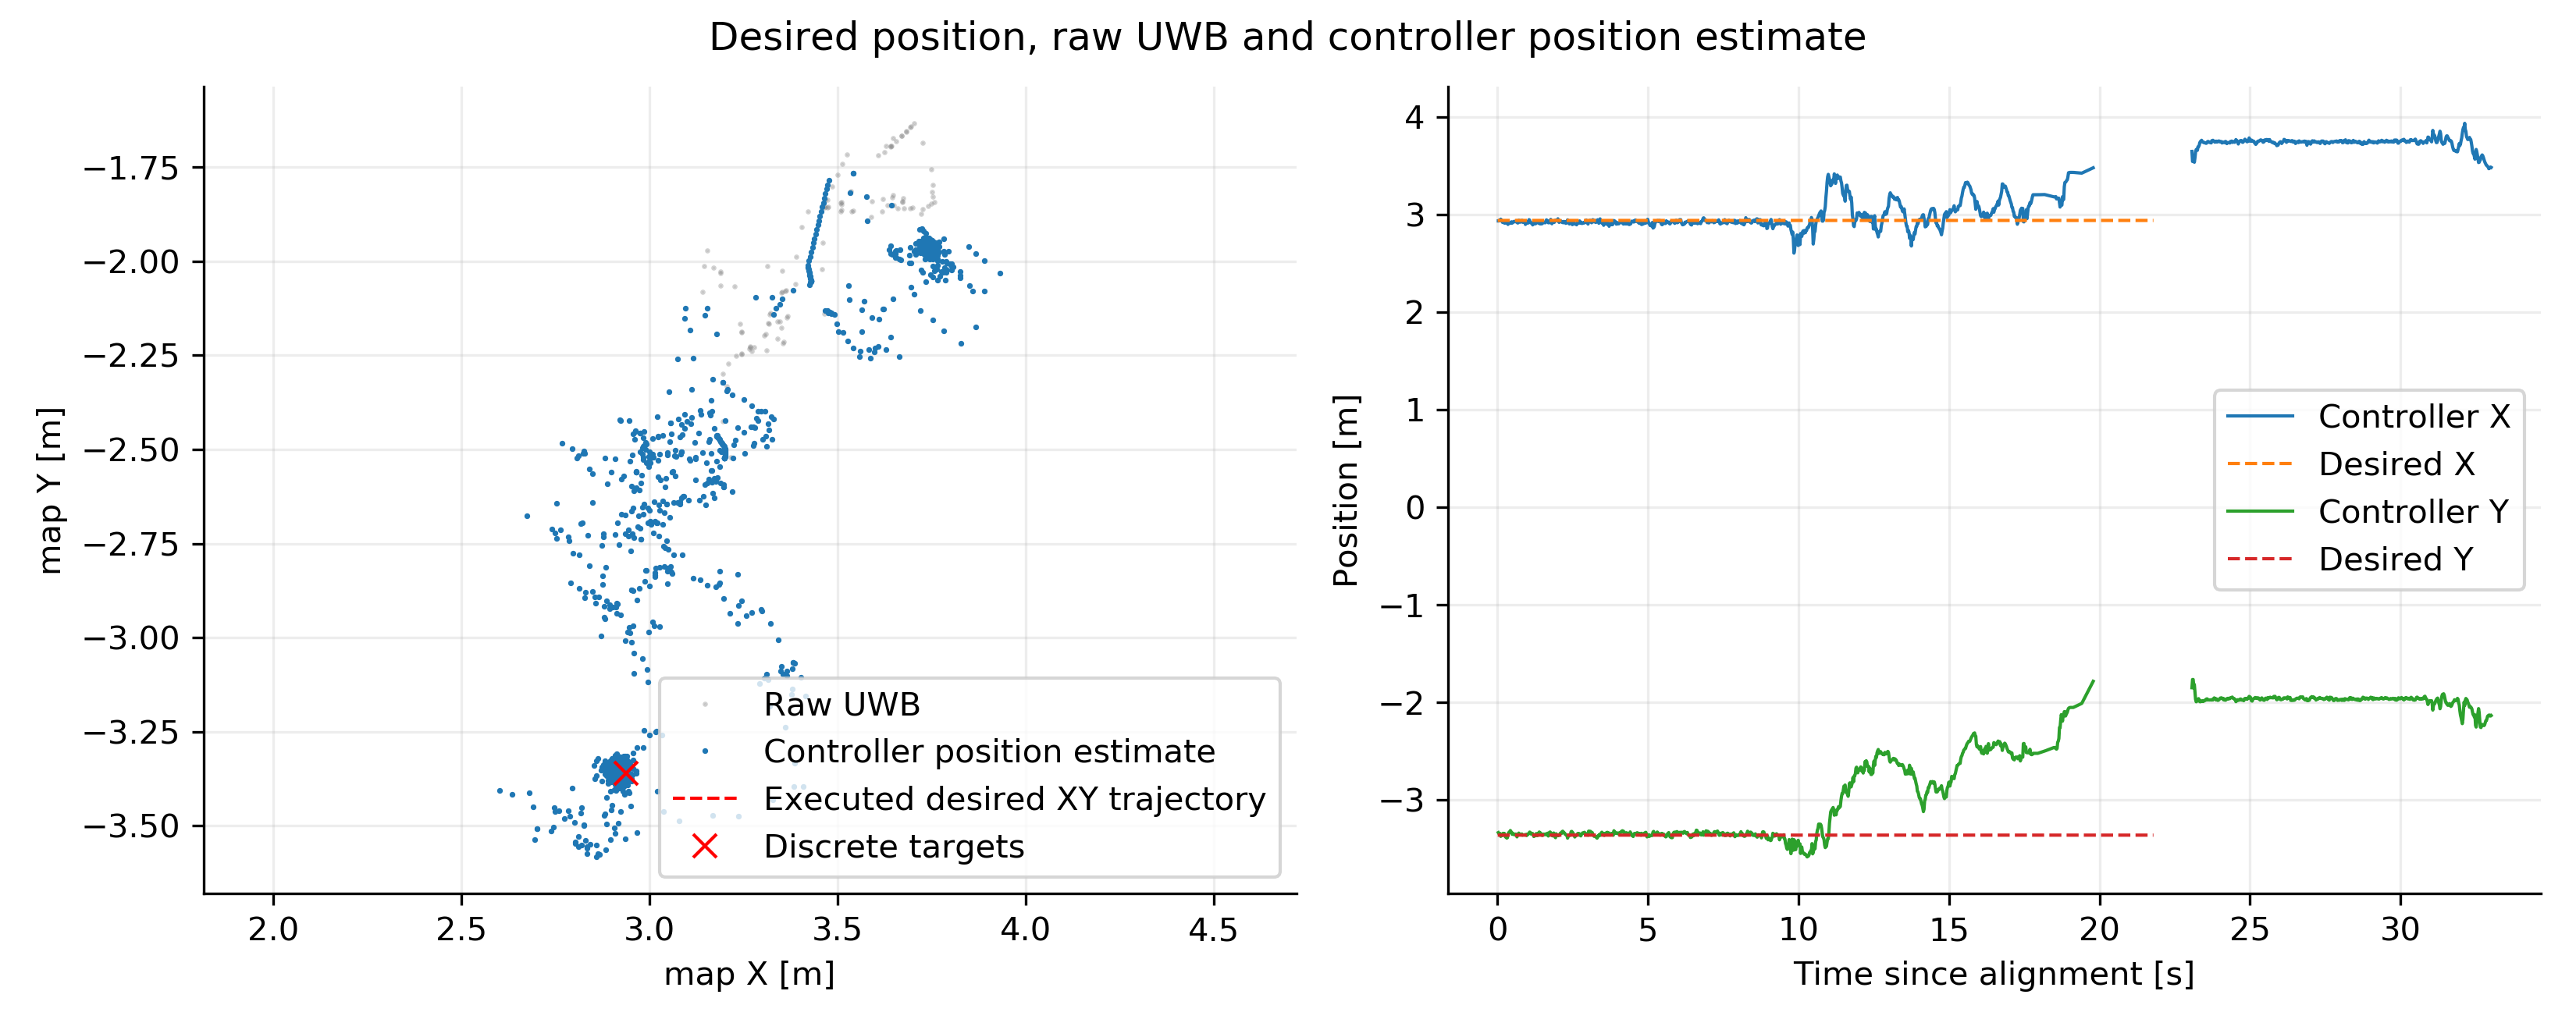 Desired position, raw UWB and controller position estimate
−1.75
−2.00
−2.25
−2.50
−2.75
−3.00
−3.25
−3.50
map Y [m]
2.0 2.5 3.0 3.5 4.0 4.5
map X [m]
Raw UWB
Controller position estimate
Executed desired XY trajectory
Discrete targets
4
3
2
1
0
−1
−2
−3
Position [m]
0 5 10 15 20 25 30
Time since alignment [s]
Controller X
Desired X
Controller Y
Desired Y